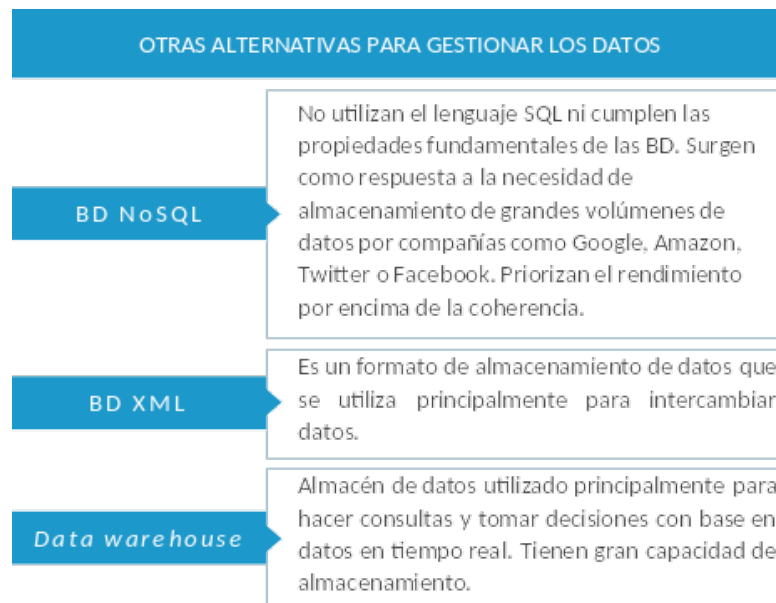 OTRAS ALTERNATIVAS PARA GESTIONAR LOS DATOS
BD NoSQL
No utilizan el lenguaje SQL ni cumplen las
propiedades fundamentales de las BD. Surgen
como respuesta a la necesidad de
almacenamiento de grandes volúmenes de
datos por compañías como Google, Amazon,
Twitter o Facebook. Priorizan el rendimiento
por encima de la coherencia.
BD XML
Es un formato de almacenamiento de datos que
se utiliza principalmente para intercambiar
datos.
Data warehouse
Almacén de datos utilizado principalmente para
hacer consultas y tomar decisiones con base en
datos en tiempo real. Tienen gran capacidad de
almacenamiento.